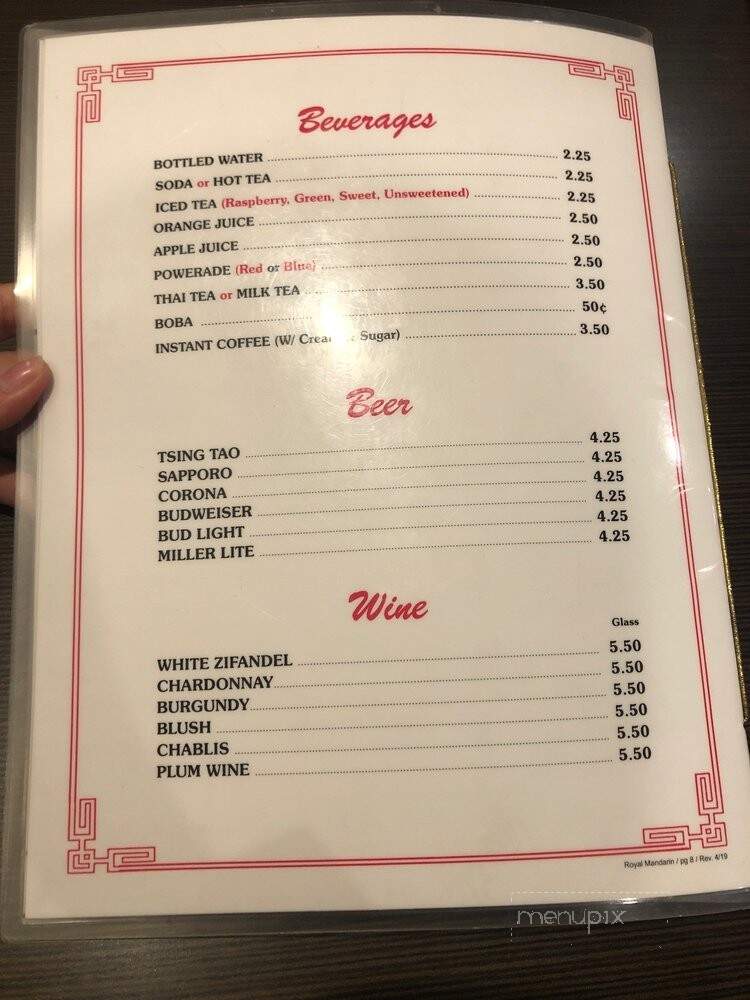 Beverages
BOTTLED WATER 2.25
SODA or HOT TEA 2.25
ICED TEA (Raspberry, Green, Sweet, Unsweetened) 2.25
ORANGE JUICE 2.50
APPLE JUICE 2.50
POWERADE (Red or Blue) 2.50
THAI TEA or MILK TEA 3.50
BOBA 50¢
INSTANT COFFEE (W/ Sugar) 3.50
Beer
TSING TAO 4.25
SAPPORO 4.25
CORONA 4.25
BUDWEISER 4.25
BUD LIGHT 4.25
MILLER LITE 4.25
Wine
Glass
WHITE ZIFANDEL 5.50
CHARDONNAY 5.50
BURGUNDY 5.50
BLUSH 5.50
CHABLIS 5.50
PLUM WINE 5.50
Royal Mandarin / pg 8 / Rev. 4/19
menupix